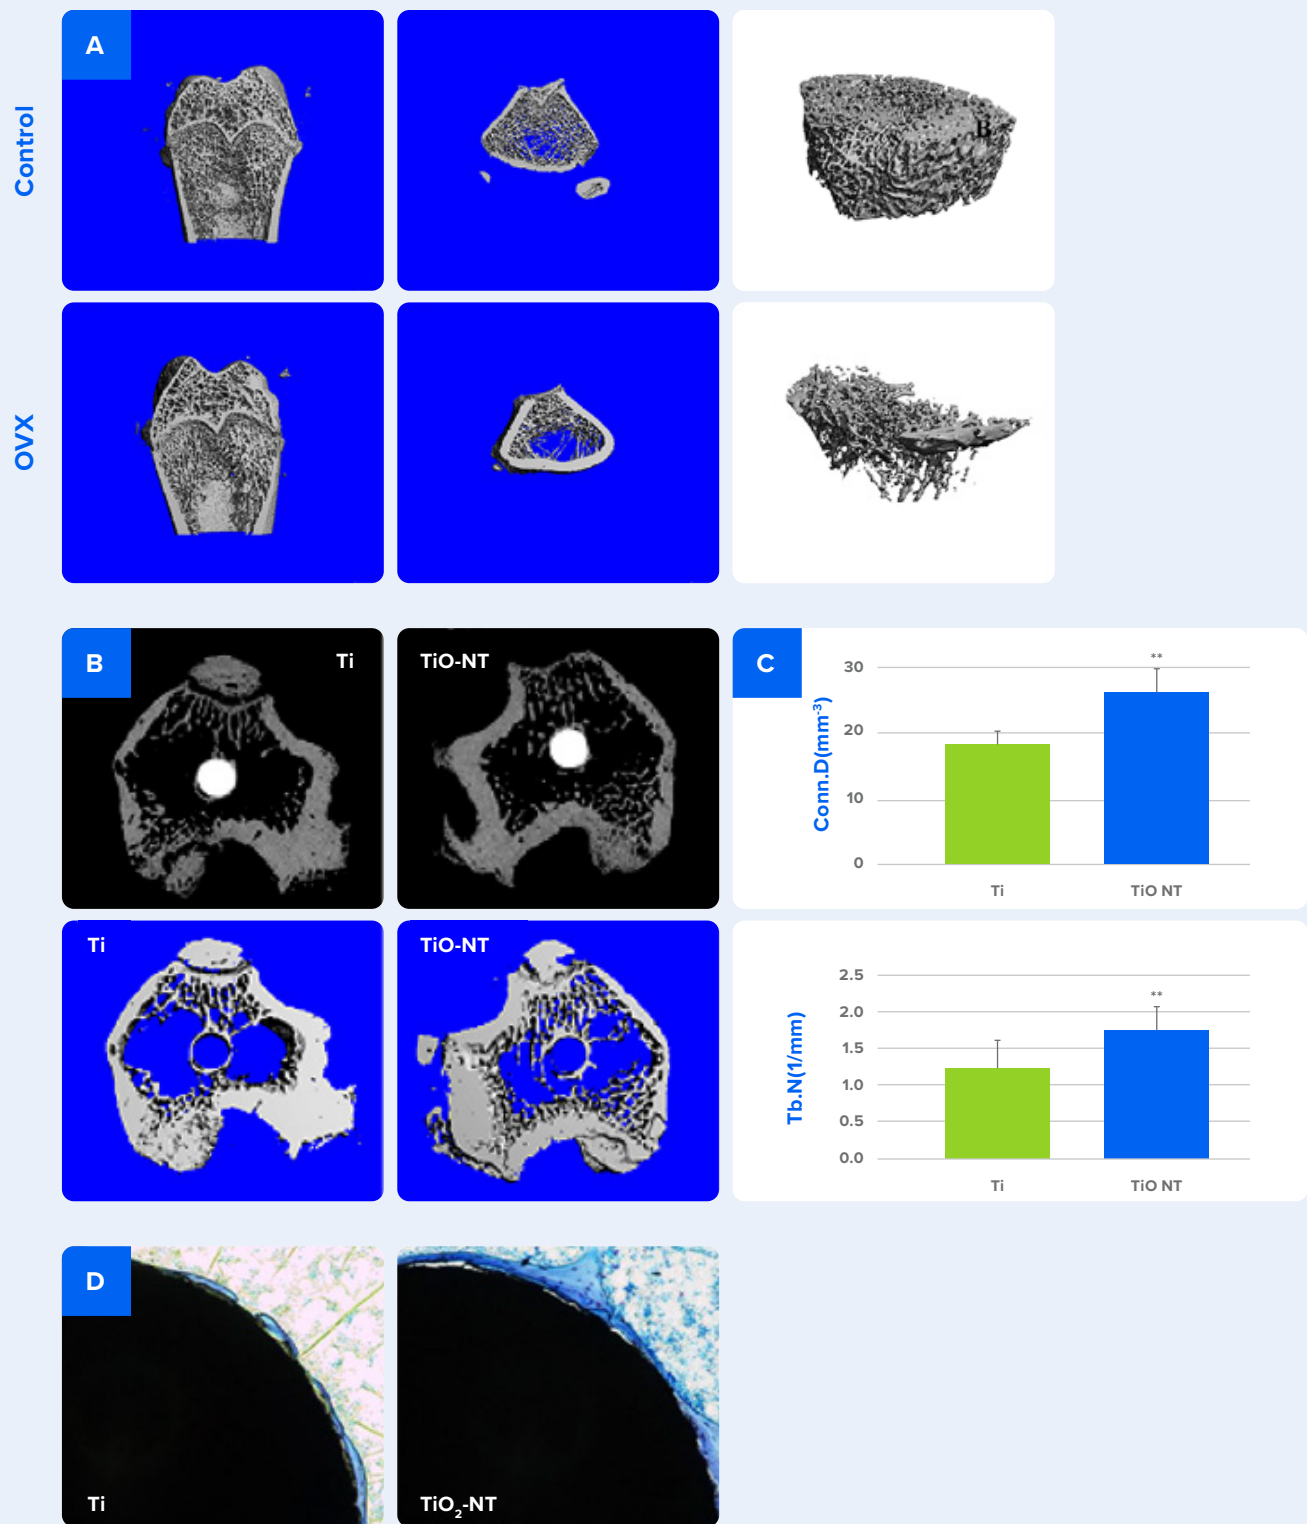 A
Control
B
OVX
B
Ti
TiO-NT
Ti
TiO-NT
C
Conn.D(mm⁻³)
30
20
10
0
**
Ti
TiO NT
Tb.N(1/mm)
2.5
2.0
1.5
1.0
0.5
0.0
**
Ti
TiO NT
D
Ti
TiO₂-NT